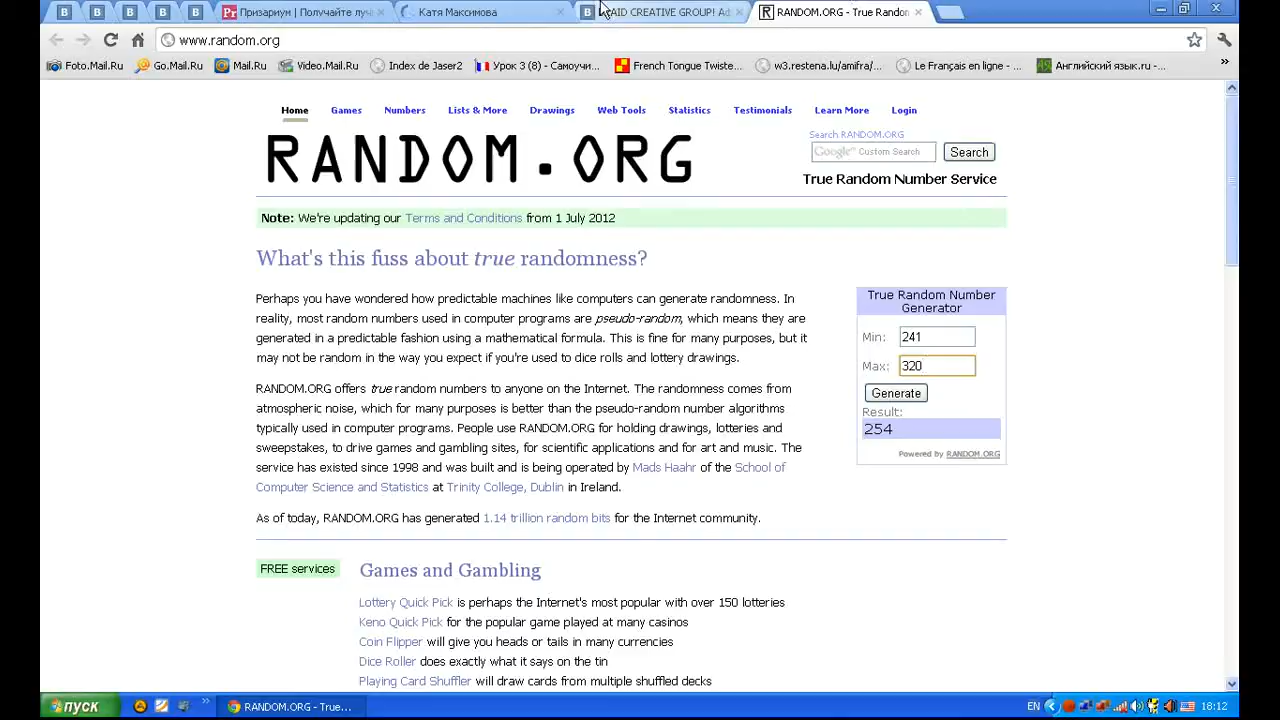 B
B
B
B
Призариум | Получайте лучи
Катя Максимова
B
AID CREATIVE GROUP! Ad
RANDOM.ORG - True Random
www.random.org
Foto.Mail.Ru
Go.Mail.Ru
Mail.Ru
Video.Mail.Ru
Index de Jaser2
Урок 3 (8) - Самоучи...
French Tongue Twiste...
w3.restena.lu/amifra/...
Le Français en ligne - ...
Английский язык.ru -...
Home
Games
Numbers
Lists & More
Drawings
Web Tools
Statistics
Testimonials
Learn More
Login
RANDOM.ORG
Search RANDOM.ORG
Google™ Custom Search
Search
True Random Number Service
Note: We're updating our Terms and Conditions from 1 July 2012
What's this fuss about true randomness?
Perhaps you have wondered how predictable machines like computers can generate randomness. In
reality, most random numbers used in computer programs are pseudo-random, which means they are
generated in a predictable fashion using a mathematical formula. This is fine for many purposes, but it
may not be random in the way you expect if you're used to dice rolls and lottery drawings.
RANDOM.ORG offers true random numbers to anyone on the Internet. The randomness comes from
atmospheric noise, which for many purposes is better than the pseudo-random number algorithms
typically used in computer programs. People use RANDOM.ORG for holding drawings, lotteries and
sweepstakes, to drive games and gambling sites, for scientific applications and for art and music. The
service has existed since 1998 and was built and is being operated by Mads Haahr of the School of
Computer Science and Statistics at Trinity College, Dublin in Ireland.
As of today, RANDOM.ORG has generated 1.14 trillion random bits for the Internet community.
True Random Number
Generator
Min: 241
Max: 320
Generate
Result:
254
Powered by RANDOM.ORG
FREE services
Games and Gambling
Lottery Quick Pick is perhaps the Internet's most popular with over 150 lotteries
Keno Quick Pick for the popular game played at many casinos
Coin Flipper will give you heads or tails in many currencies
Dice Roller does exactly what it says on the tin
Playing Card Shuffler will draw cards from multiple shuffled decks
пуск
RANDOM.ORG - True...
EN
18:12